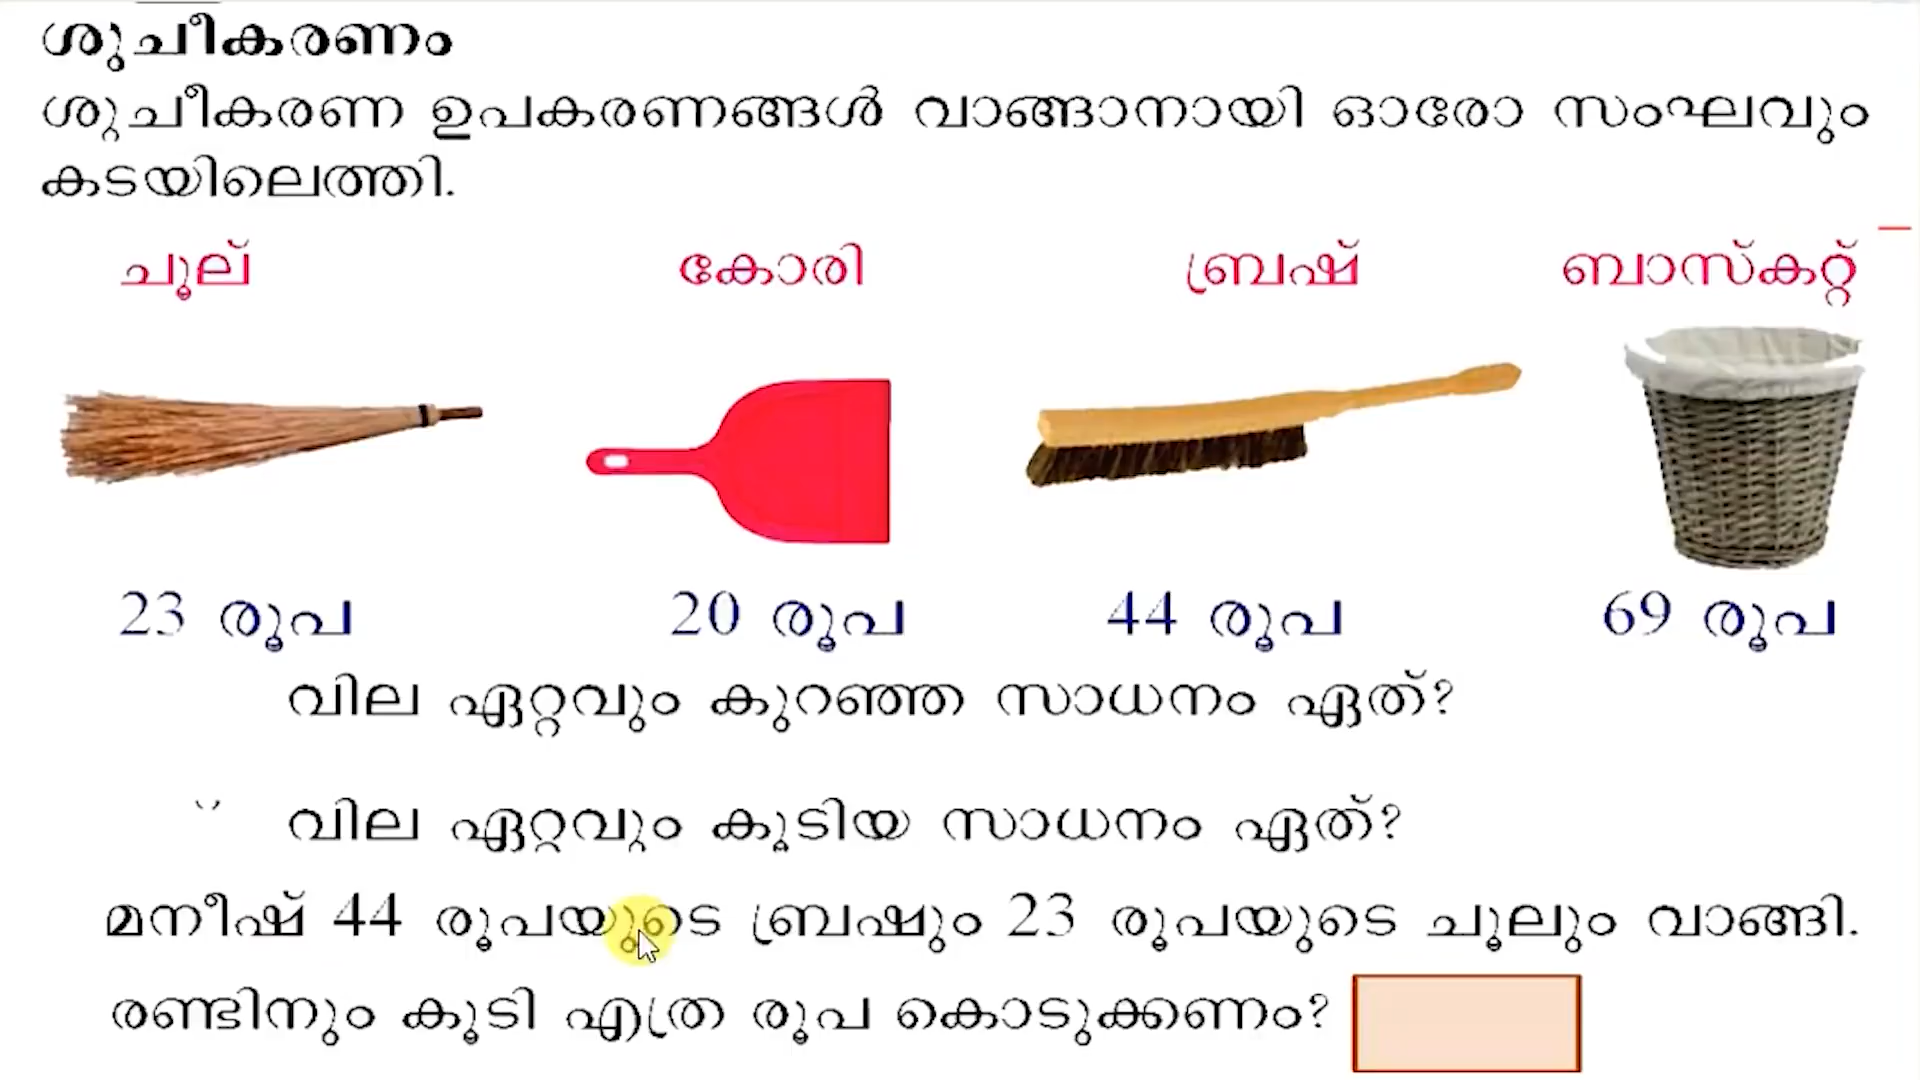 ശുചീകരണം
ശുചീകരണ ഉപകരണങ്ങൾ വാങ്ങാനായി ഓരോ സംഘവും
കടയിലെത്തി.
ചൂല് കോരി ബ്രഷ് ബാസ്കറ്റ്
23 രൂപ 20 രൂപ 44 രൂപ 69 രൂപ
വില ഏറ്റവും കുറഞ്ഞ സാധനം ഏത്?
വില ഏറ്റവും കൂടിയ സാധനം ഏത്?
മനീഷ് 44 രൂപയുടെ ബ്രഷും 23 രൂപയുടെ ചൂലും വാങ്ങി.
രണ്ടിനും കൂടി എത്ര രൂപ കൊടുക്കണം?